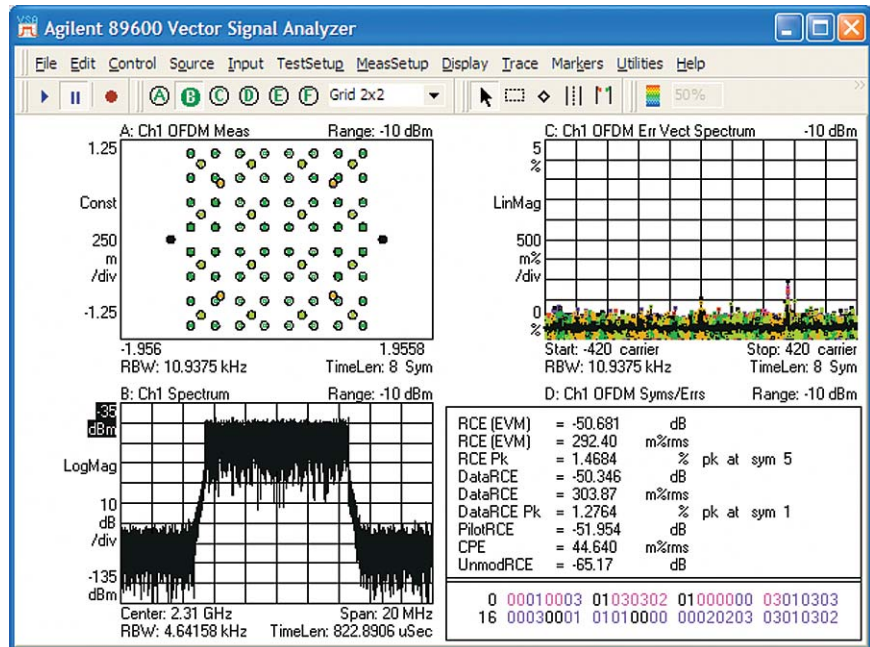 VSA Agilent 89600 Vector Signal Analyzer
File Edit Control Source Input TestSetup MeasSetup Display Trace Markers Utilities Help
A B C D E F Grid 2x2 50%
A: Ch1 OFDM Meas Range: -10 dBm
1.25
Const
250
m
/div
-1.25
-1.956 1.9558
RBW: 10.9375 kHz TimeLen: 8 Sym
C: Ch1 OFDM Err Vect Spectrum -10 dBm
5
%
LinMag
500
m%
/div
0
%
Start: -420 carrier Stop: 420 carrier
RBW: 10.9375 kHz TimeLen: 8 Sym
B: Ch1 Spectrum Range: -10 dBm
-35
dBm
LogMag
10
dB
/div
-135
dBm
Center: 2.31 GHz Span: 20 MHz
RBW: 4.64158 kHz TimeLen: 822.8906 uSec
D: Ch1 OFDM Syms/Errs Range: -10 dBm
RCE (EVM) = -50.681 dB
RCE (EVM) = 292.40 m%rms
RCE Pk = 1.4684 % pk at sym 5
DataRCE = -50.346 dB
DataRCE = 303.87 m%rms
DataRCE Pk = 1.2764 % pk at sym 1
PilotRCE = -51.954 dB
CPE = 44.640 m%rms
UnmodRCE = -65.17 dB
0 00010003 01030302 01000000 03010303
16 00030001 01010000 00020203 03010302